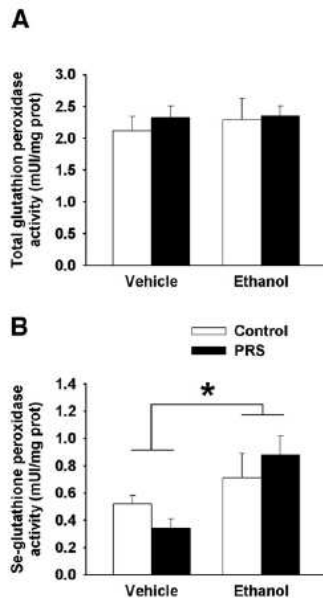 A
Total glutathion peroxidase
activity (mUI/mg prot)
3.0
2.5
2.0
1.5
1.0
0.5
0.0
Vehicle Ethanol
B
Control
PRS
Se-glutathione peroxidase
activity (mUI/mg prot)
1.4
1.2
1.0
0.8
0.6
0.4
0.2
0.0
*
Vehicle Ethanol